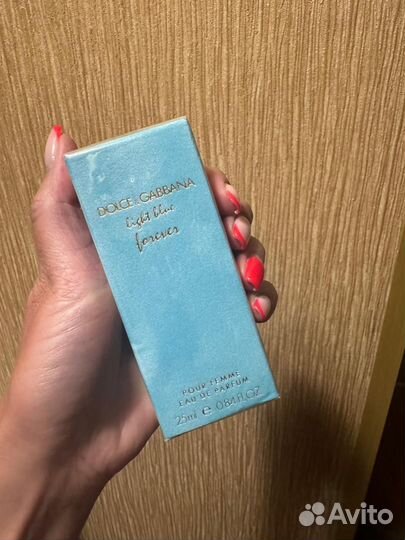 DOLCE & GABBANA
light blue
forever
POUR FEMME
EAU DE PARFUM
25ml e 0.84 FL.OZ.
Avito